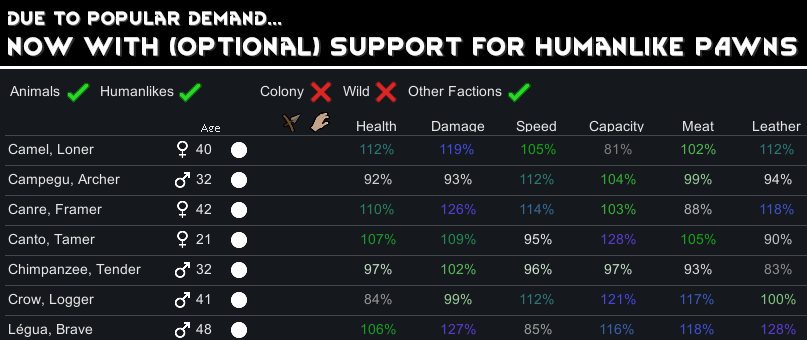 DUE TO POPULAR DEMAND...
NOW WITH (OPTIONAL) SUPPORT FOR HUMANLIKE PAWNS
Animals Humanlikes Colony Wild Other Factions
Age Health Damage Speed Capacity Meat Leather
Camel, Loner ♀ 40 112% 119% 105% 81% 102% 112%
Campegu, Archer ♂ 32 92% 93% 112% 104% 99% 94%
Canre, Framer ♀ 42 110% 126% 114% 103% 88% 118%
Canto, Tamer ♀ 21 107% 109% 95% 128% 105% 90%
Chimpanzee, Tender ♂ 32 97% 102% 96% 97% 93% 83%
Crow, Logger ♂ 41 84% 99% 112% 121% 117% 100%
Légua, Brave ♂ 48 106% 127% 85% 116% 118% 128%